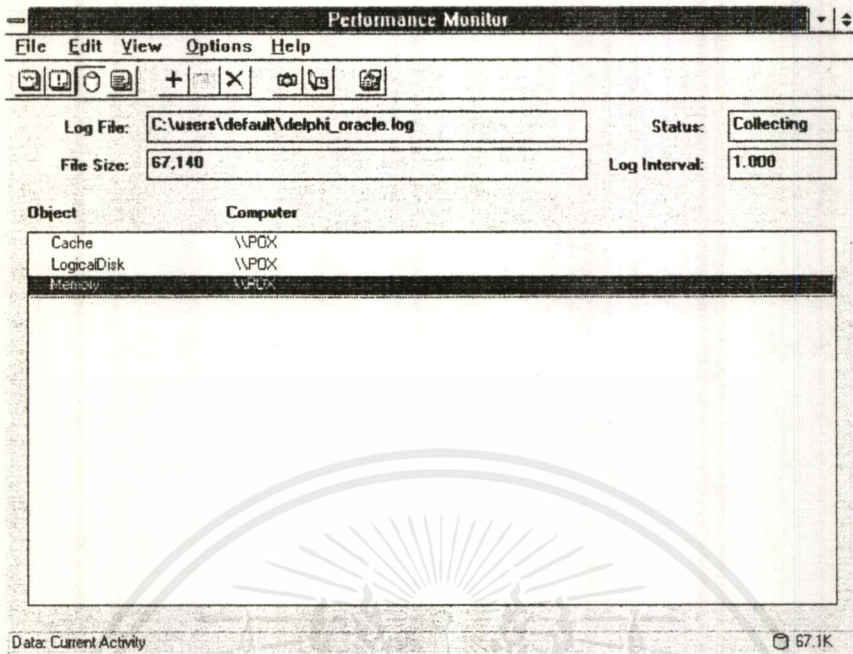 Performance Monitor
File Edit View Options Help
Log File: C:\users\default\delphi_oracle.log Status: Collecting
File Size: 67,140 Log Interval: 1.000
Object Computer
Cache \\POX
LogicalDisk \\POX
Memory \\POX
Data: Current Activity 67.1K